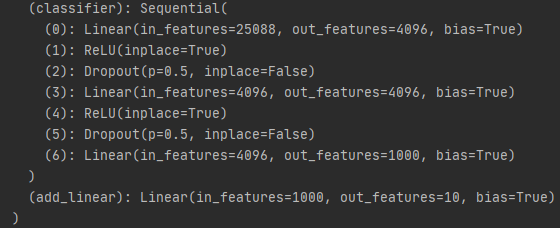 (classifier): Sequential(
(0): Linear(in_features=25088, out_features=4096, bias=True)
(1): ReLU(inplace=True)
(2): Dropout(p=0.5, inplace=False)
(3): Linear(in_features=4096, out_features=4096, bias=True)
(4): ReLU(inplace=True)
(5): Dropout(p=0.5, inplace=False)
(6): Linear(in_features=4096, out_features=1000, bias=True)
)
(add_linear): Linear(in_features=1000, out_features=10, bias=True)
)